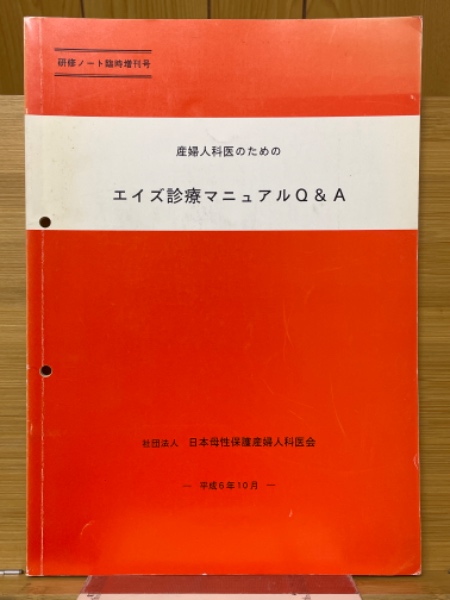 研修ノート臨時増刊号
産婦人科医のための
エイズ診療マニュアルQ&A
社団法人 日本母性保護産婦人科医会
― 平成6年10月 ―